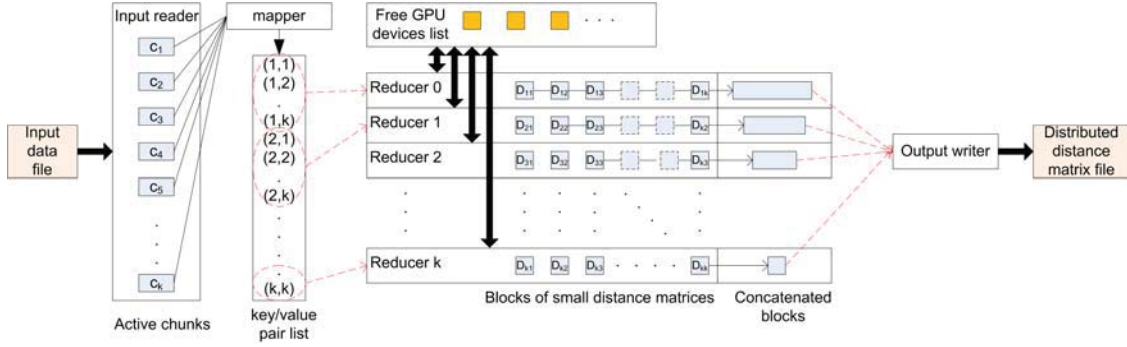 Input
data
file
Input reader
C1
C2
C3
C4
C5
.
.
.
.
Ck
Active chunks
mapper
(1,1)
(1,2)
.
(1,k)
(2,1)
(2,2)
.
(2,k)
.
.
.
.
(k,k)
key/value
pair list
Free GPU
devices list
. . .
Reducer 0
D11 D12 D13 D1k
Reducer 1
D21 D22 D23 Dk2
Reducer 2
D31 D32 D33 Dk3
Reducer k
Dk1 Dk2 Dk3 . . . . Dkk
Blocks of small distance matrices
Concatenated
blocks
Output writer
Distributed
distance
matrix file